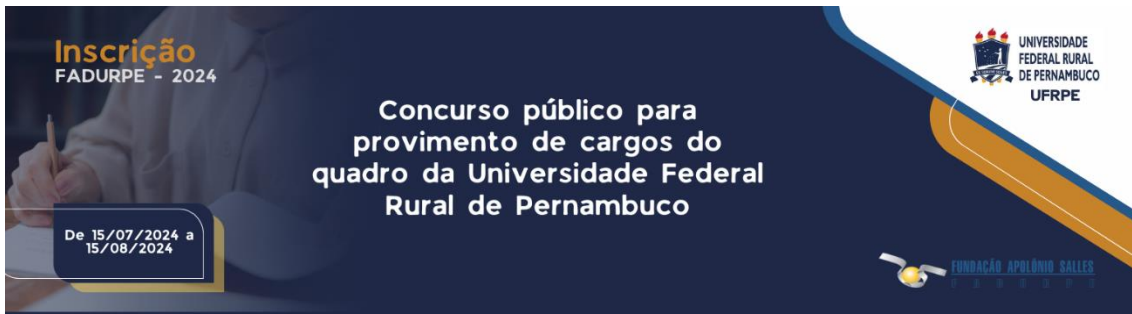 Inscrição
FADURPE - 2024
Concurso público para
provimento de cargos do
quadro da Universidade Federal
Rural de Pernambuco
De 15/07/2024 a
15/08/2024
UNIVERSIDADE
FEDERAL RURAL
DE PERNAMBUCO
UFRPE
FUNDAÇÃO APOLÔNIO SALLES
FADURPE